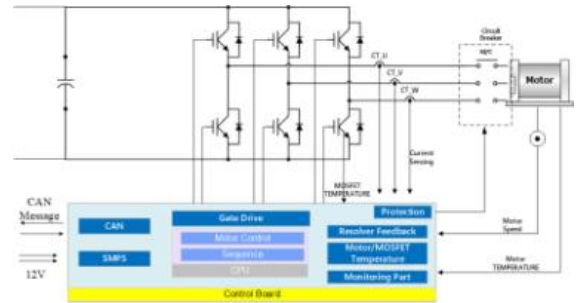 Circuit
Breaker
M/C
Motor
CT_U
CT_V
CT_W
Current
Sensing
MOSFET
TEMPERATURE
CAN
Message
12V
CAN
SMPS
Gate Drive
Motor Control
Sequence
CPU
Protection
Resolver Feedback
Motor/MOSFET
Temperature
Monitoring Part
Control Board
Motor
Speed
Motor
TEMPERATURE